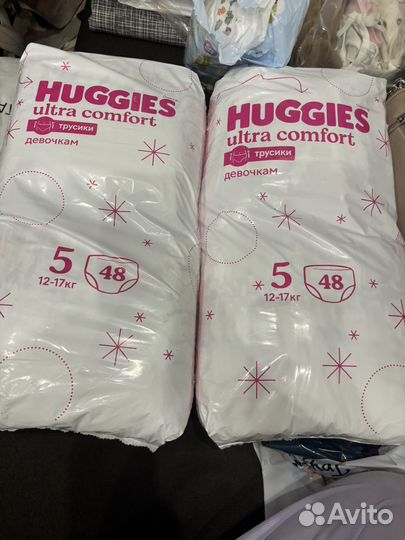 HUGGIES
ultra comfort
трусики
девочкам
5
12-17кг
48
HUGGIES
ultra comfort
трусики
девочкам
5
12-17кг
48
Avito